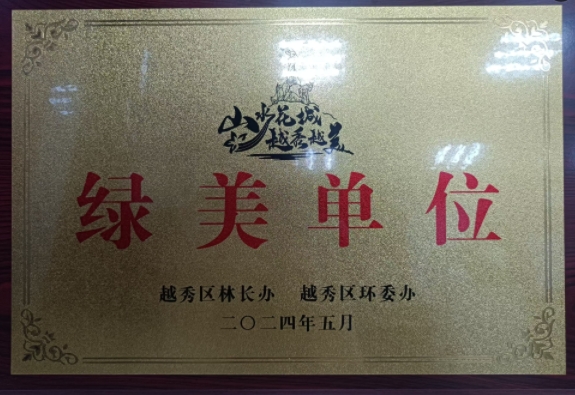 山水花城
越秀越美
绿美单位
越秀区林长办 越秀区环委办
二〇二四年五月